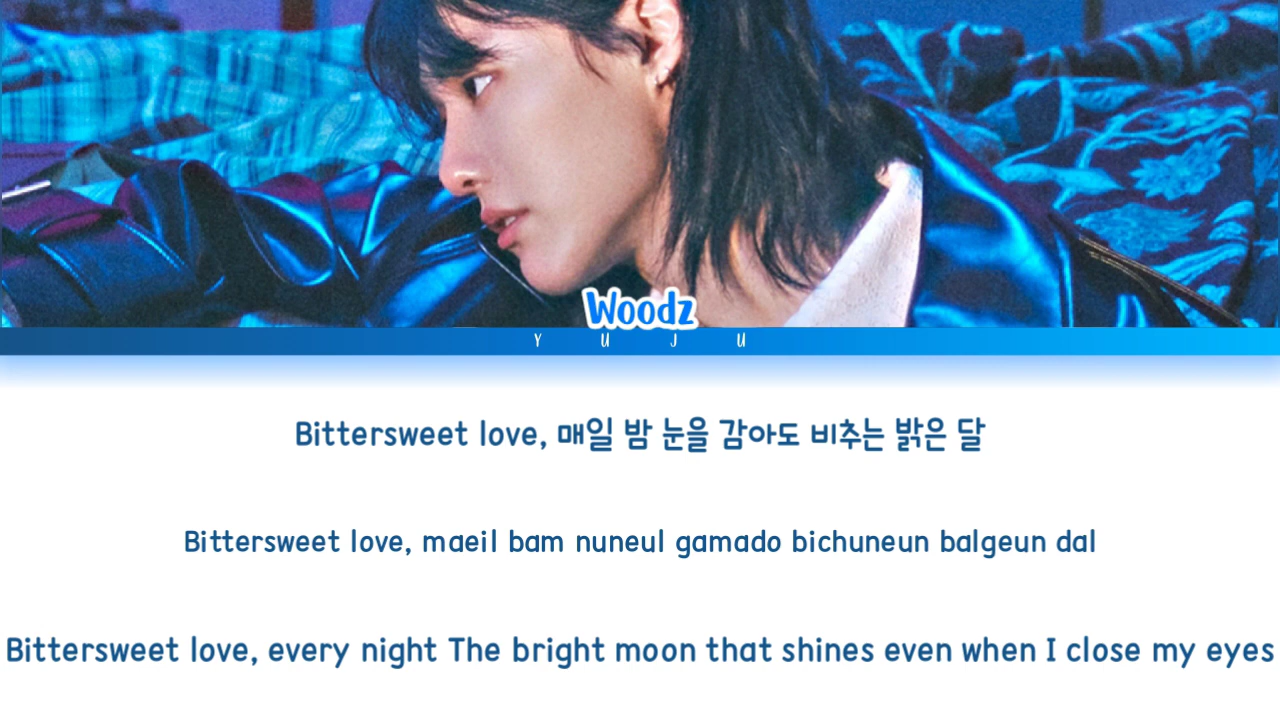 Woodz
Y U J U
Bittersweet love, 매일 밤 눈을 감아도 비추는 밝은 달
Bittersweet love, maeil bam nuneul gamado bichuneun balgeun dal
Bittersweet love, every night The bright moon that shines even when I close my eyes